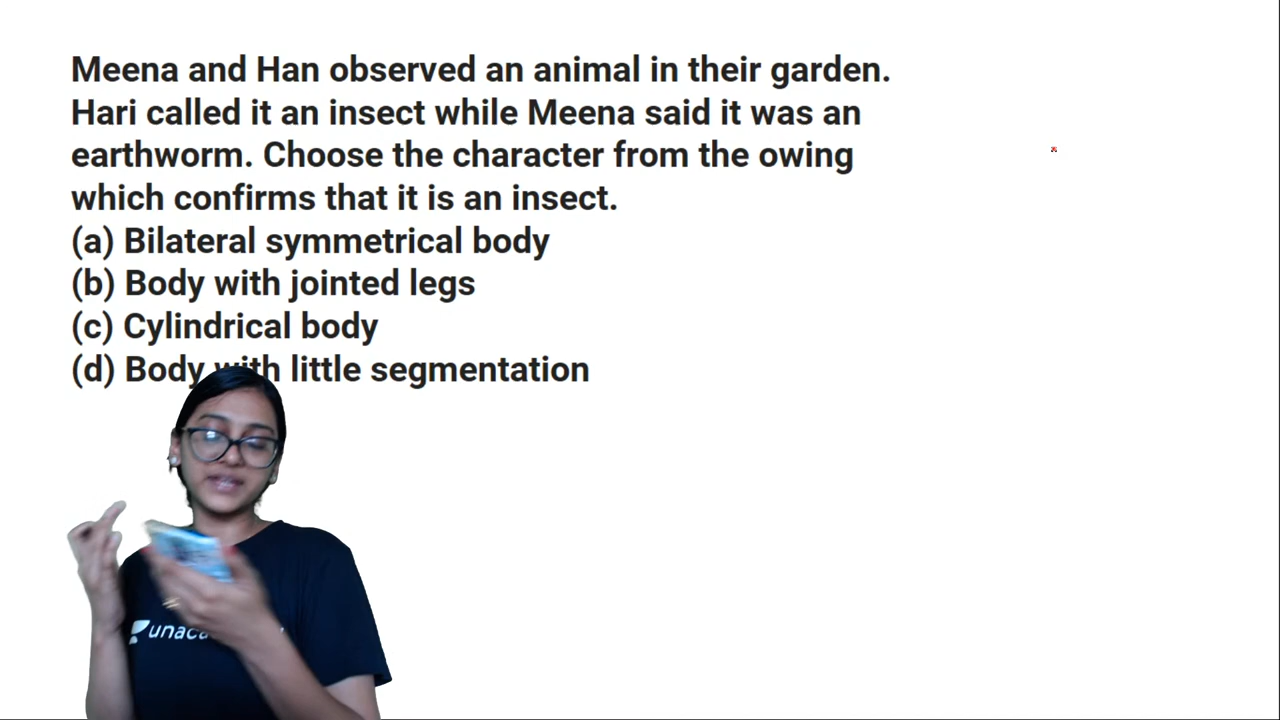 Meena and Han observed an animal in their garden.
Hari called it an insect while Meena said it was an
earthworm. Choose the character from the owing
which confirms that it is an insect.
(a) Bilateral symmetrical body
(b) Body with jointed legs
(c) Cylindrical body
(d) Body with little segmentation